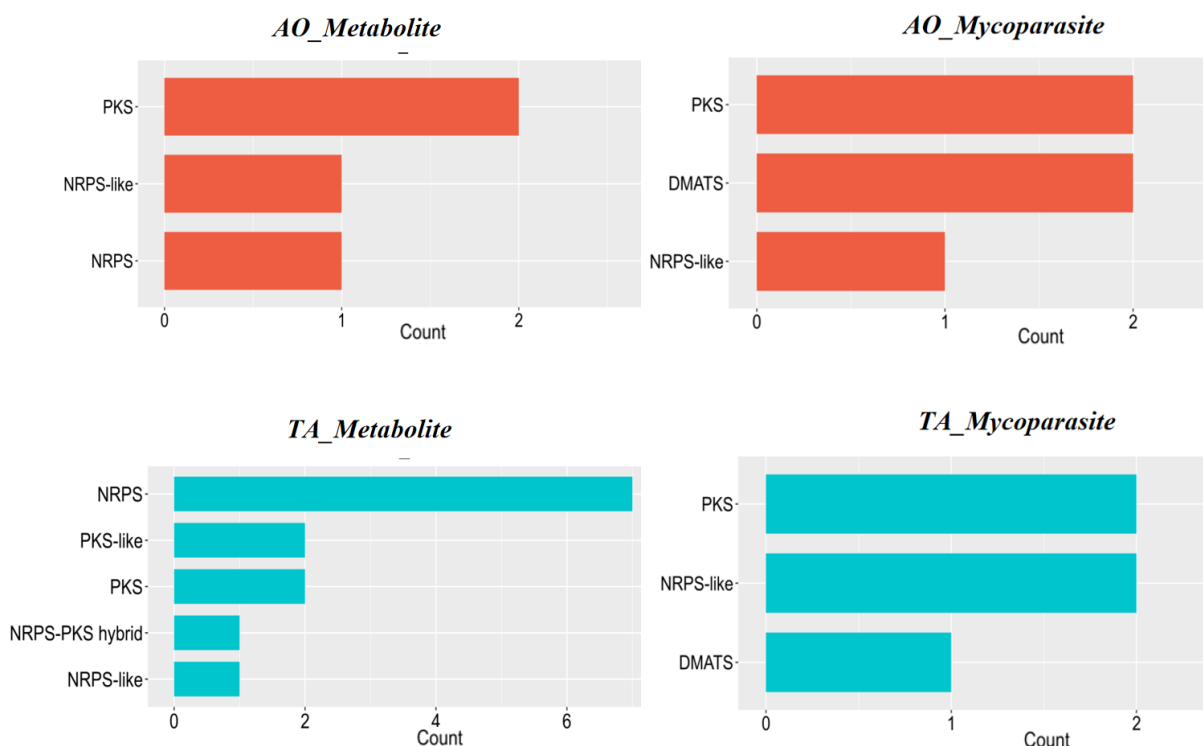 AO_Metabolite
_
PKS
NRPS-like
NRPS
0 1 2
Count
AO_Mycoparasite
PKS
DMATS
NRPS-like
0 1 2
Count
TA_Metabolite
_
NRPS
PKS-like
PKS
NRPS-PKS hybrid
NRPS-like
0 2 4 6
Count
TA_Mycoparasite
PKS
NRPS-like
DMATS
0 1 2
Count